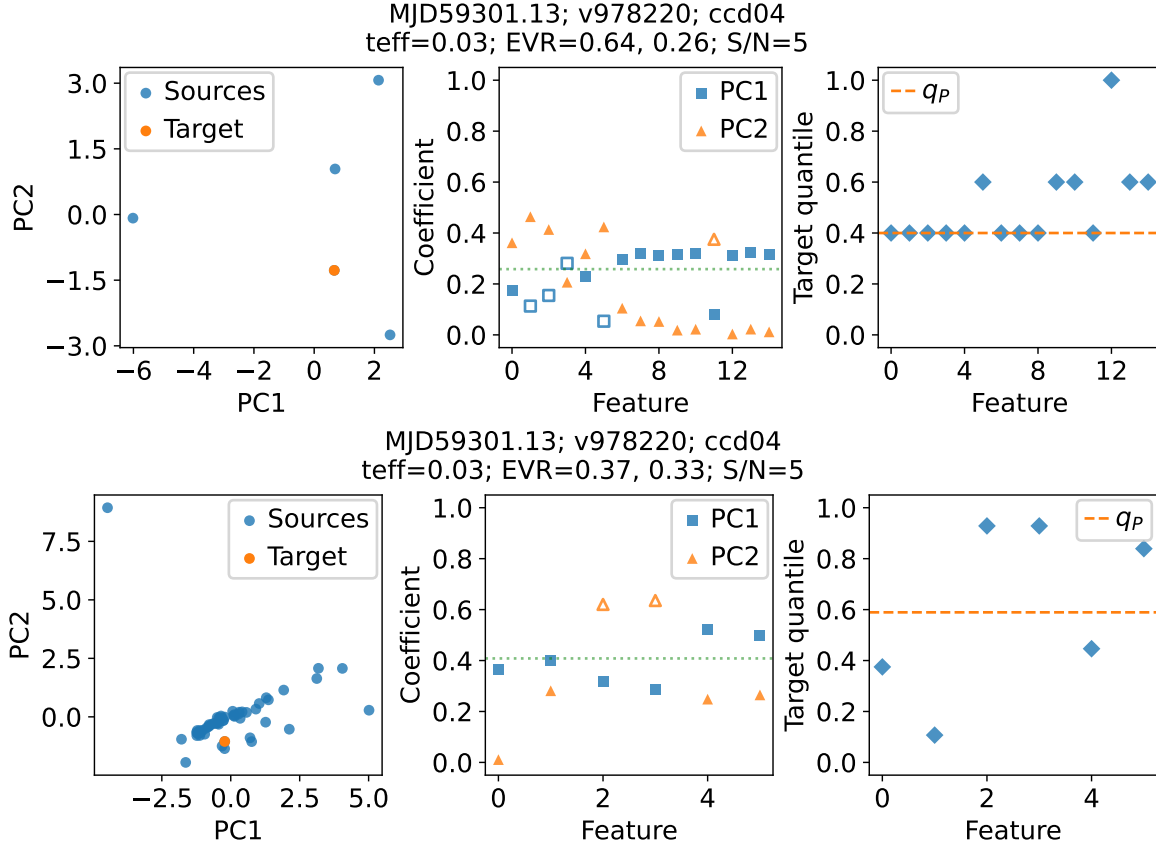 MJD59301.13; v978220; ccd04
teff=0.03; EVR=0.64, 0.26; S/N=5
3.0
1.5
0.0
−1.5
−3.0
PC2
−6
−4
−2
0
2
PC1
Sources
Target
1.0
0.8
0.6
0.4
0.2
0.0
Coefficient
0
4
8
12
Feature
PC1
PC2
1.0
0.8
0.6
0.4
0.2
0.0
Target quantile
0
4
8
12
Feature
qP
MJD59301.13; v978220; ccd04
teff=0.03; EVR=0.37, 0.33; S/N=5
7.5
5.0
2.5
0.0
PC2
−2.5
0.0
2.5
5.0
PC1
Sources
Target
1.0
0.8
0.6
0.4
0.2
0.0
Coefficient
0
2
4
Feature
PC1
PC2
1.0
0.8
0.6
0.4
0.2
0.0
Target quantile
0
2
4
Feature
qP